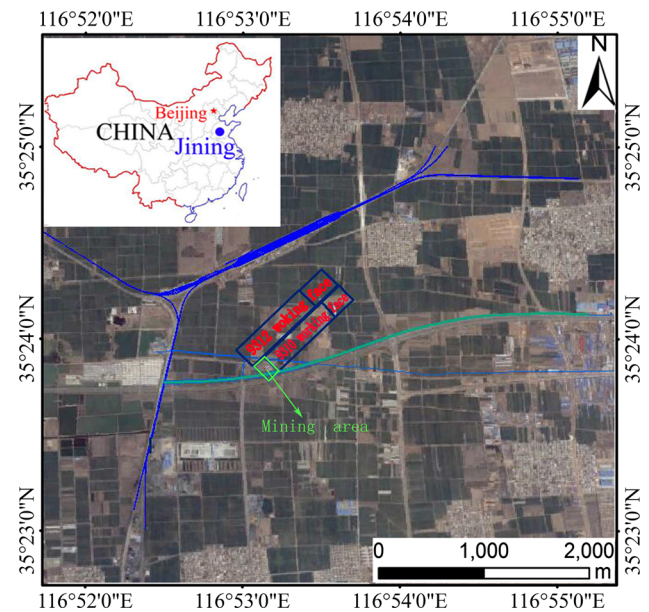 116°52'0"E 116°53'0"E 116°54'0"E 116°55'0"E
N
Beijing
CHINA
Jining
35°25'0"N 35°25'0"N
35°24'0"N 35°24'0"N
woking face
woking face
Mining area
35°23'0"N 35°23'0"N
0 1,000 2,000
m
116°52'0"E 116°53'0"E 116°54'0"E 116°55'0"E